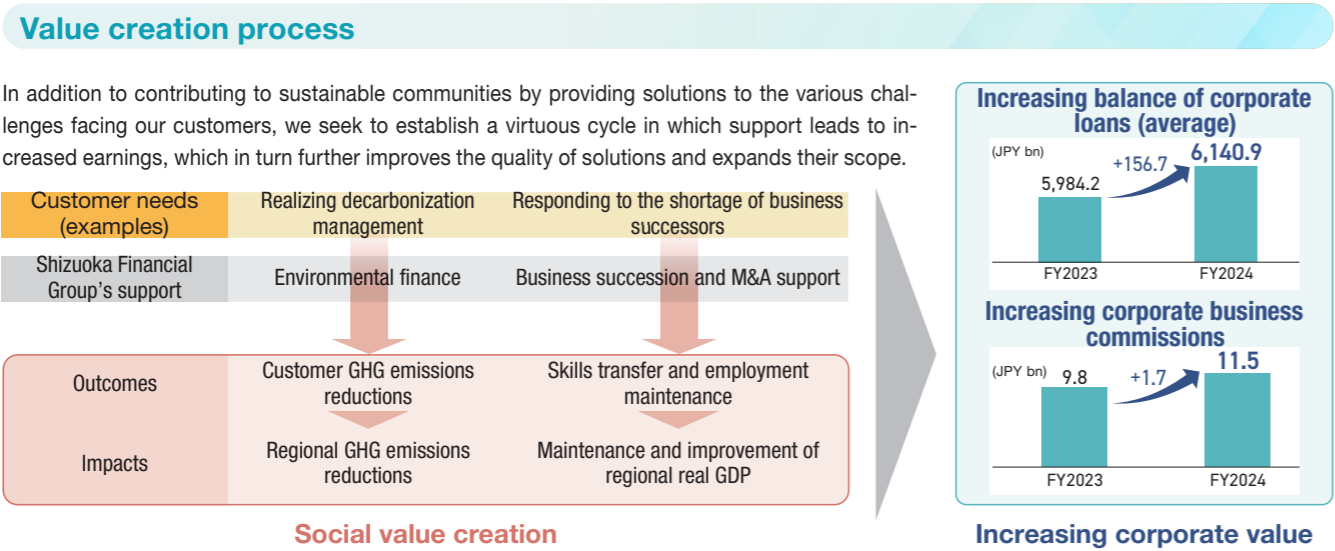 Value creation process
In addition to contributing to sustainable communities by providing solutions to the various chal-
lenges facing our customers, we seek to establish a virtuous cycle in which support leads to in-
creased earnings, which in turn further improves the quality of solutions and expands their scope.
Customer needs
(examples)
Realizing decarbonization
management
Responding to the shortage of business
successors
Shizuoka Financial
Group's support
Environmental finance
Business succession and M&A support
Outcomes
Customer GHG emissions
reductions
Skills transfer and employment
maintenance
Impacts
Regional GHG emissions
reductions
Maintenance and improvement of
regional real GDP
Social value creation
Increasing balance of corporate
loans (average)
(JPY bn)
5,984.2
+156.7
6,140.9
FY2023
FY2024
Increasing corporate business
commissions
(JPY bn)
9.8
+1.7
11.5
FY2023
FY2024
Increasing corporate value